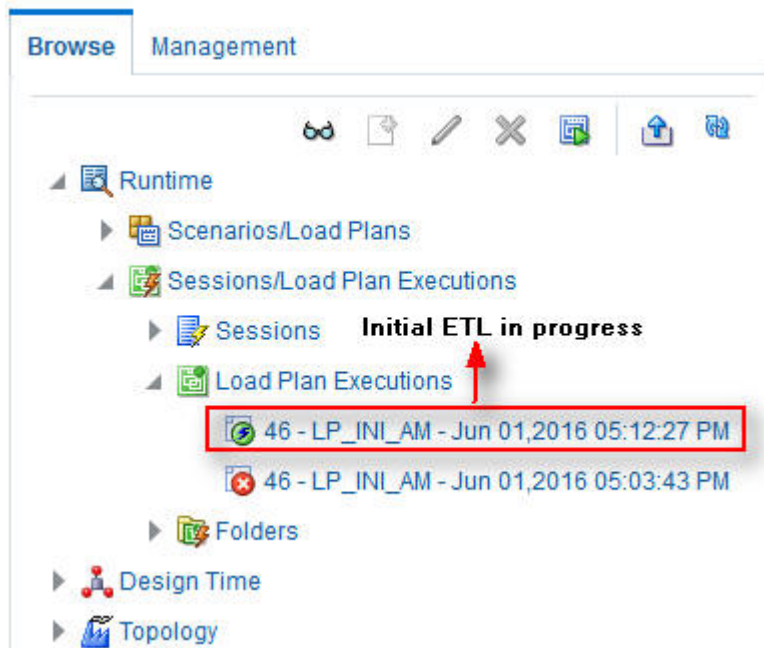 Browse Management
Runtime
Scenarios/Load Plans
Sessions/Load Plan Executions
Sessions Initial ETL in progress
Load Plan Executions
46 - LP_INI_AM - Jun 01,2016 05:12:27 PM
46 - LP_INI_AM - Jun 01,2016 05:03:43 PM
Folders
Design Time
Topology